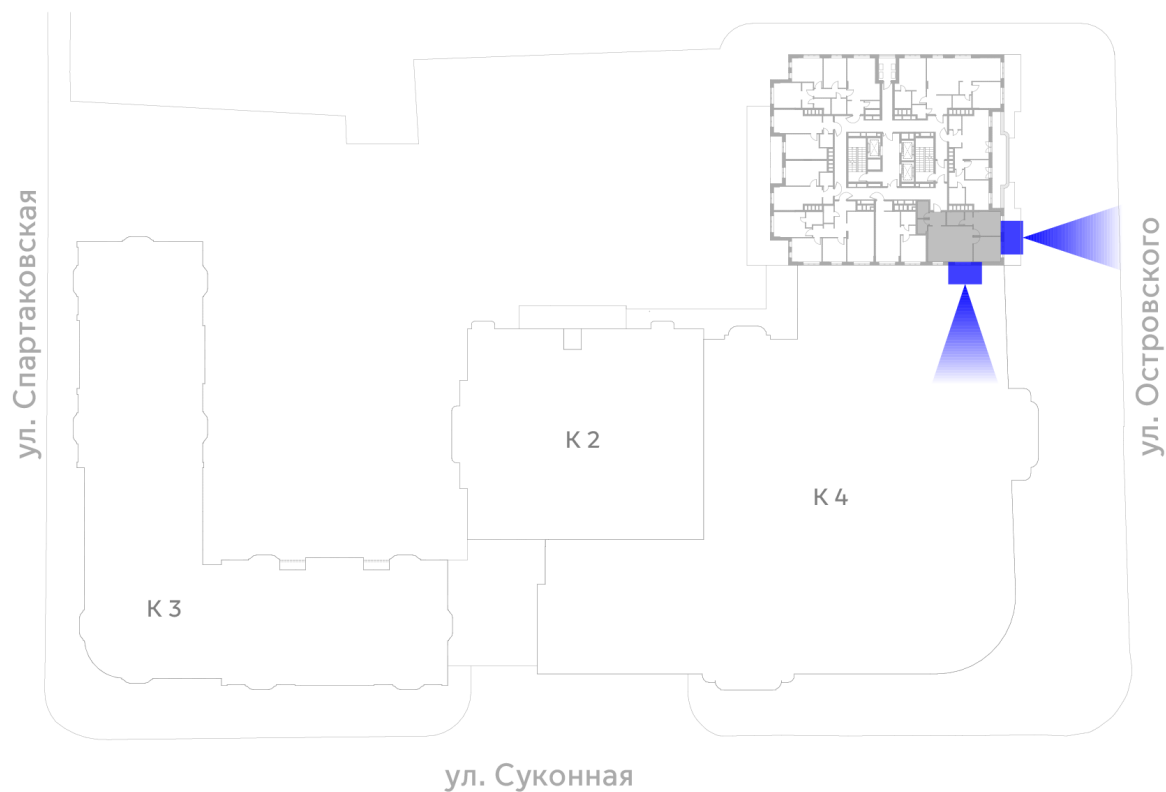 ул. Спартаковская
ул. Островского
К 2
К 4
К 3
ул. Суконная